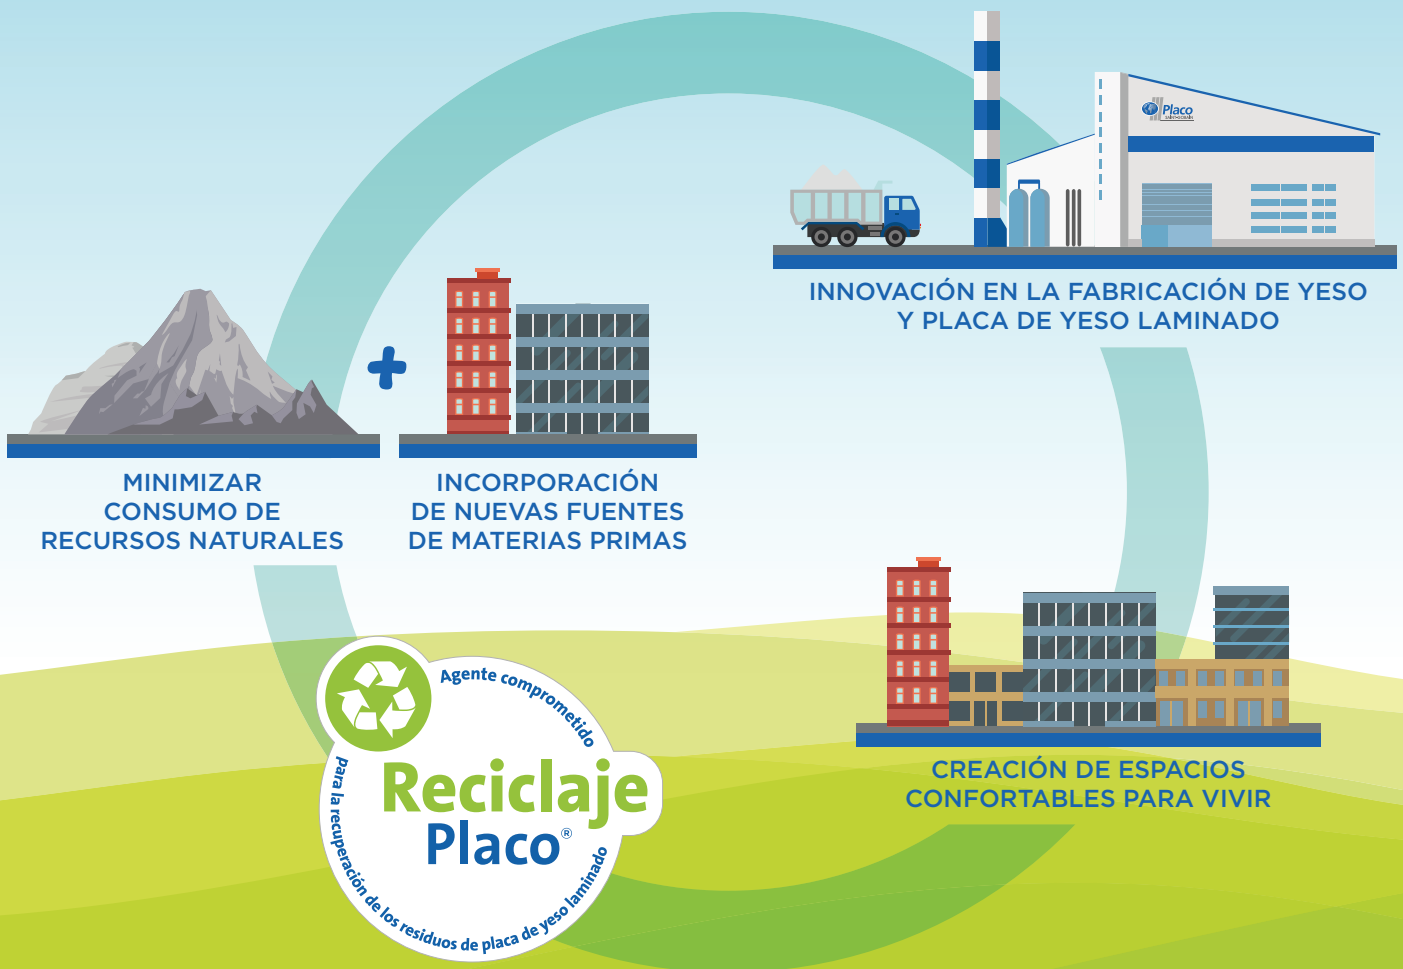 Placo
SAINT-GOBAIN
INNOVACIÓN EN LA FABRICACIÓN DE YESO
Y PLACA DE YESO LAMINADO
MINIMIZAR
CONSUMO DE
RECURSOS NATURALES
INCORPORACIÓN
DE NUEVAS FUENTES
DE MATERIAS PRIMAS
CREACIÓN DE ESPACIOS
CONFORTABLES PARA VIVIR
Agente comprometido
Reciclaje
Placo®
para la recuperación de los residuos de placa de yeso laminado